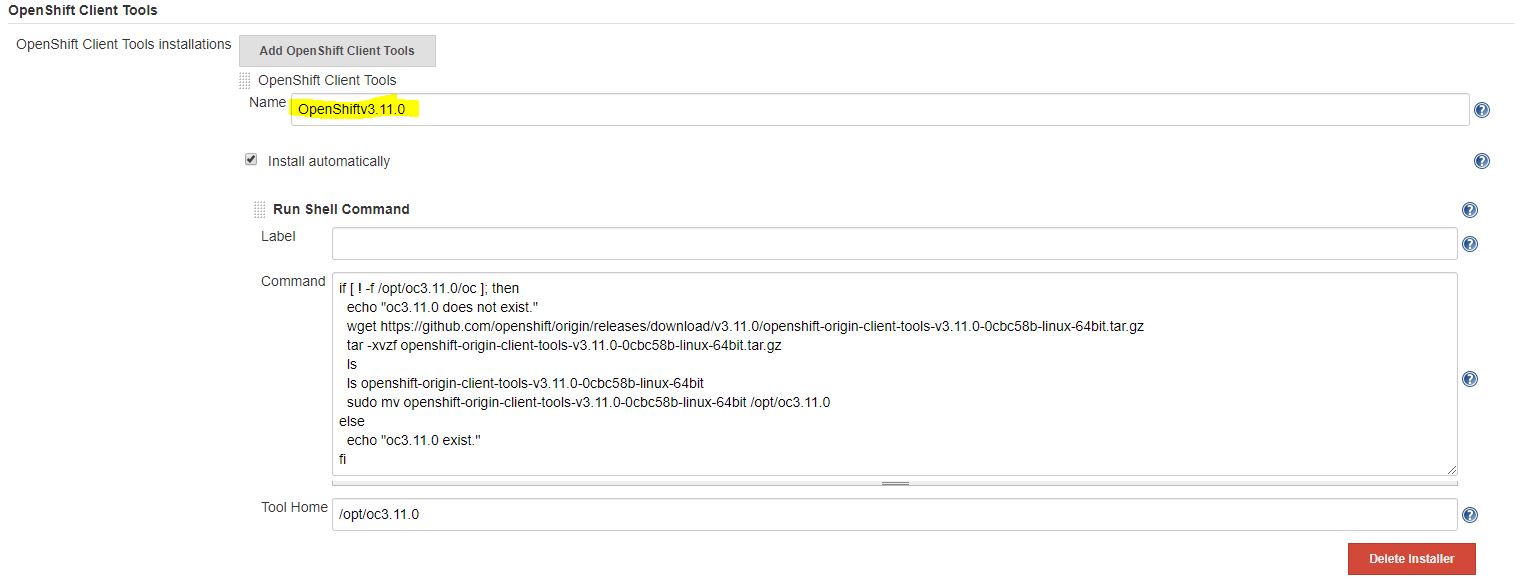 OpenShift Client Tools
OpenShift Client Tools installations
Add OpenShift Client Tools
OpenShift Client Tools
Name
OpenShiftv3.11.0
Install automatically
Run Shell Command
Label
Command
if [ ! -f /opt/oc3.11.0/oc ]; then
  echo "oc3.11.0 does not exist."
  wget https://github.com/openshift/origin/releases/download/v3.11.0/openshift-origin-client-tools-v3.11.0-0cbc58b-linux-64bit.tar.gz
  tar -xvzf openshift-origin-client-tools-v3.11.0-0cbc58b-linux-64bit.tar.gz
  ls
  ls openshift-origin-client-tools-v3.11.0-0cbc58b-linux-64bit
  sudo mv openshift-origin-client-tools-v3.11.0-0cbc58b-linux-64bit /opt/oc3.11.0
else
  echo "oc3.11.0 exist."
fi
Tool Home
/opt/oc3.11.0
Delete Installer